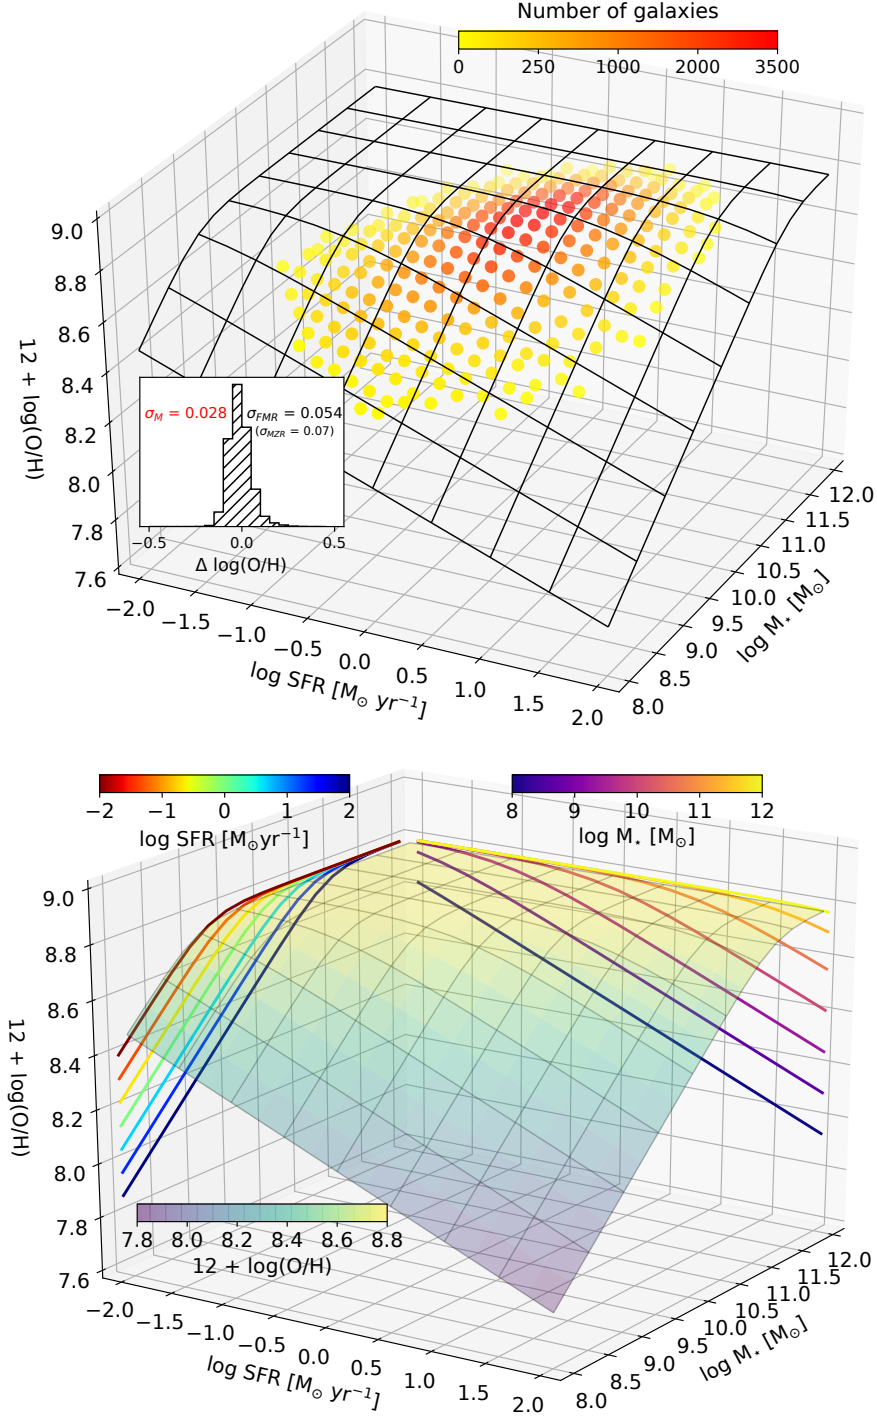 Number of galaxies
0 250 1000 2000 3500
9.0
8.8
8.6
8.4
8.2
8.0
7.8
7.6
12 + log(O/H)
σ_M = 0.028
σ_FMR = 0.054
(σ_MZR = 0.07)
−0.5 0.0 0.5
Δ log(O/H)
−2.0 −1.5 −1.0 −0.5 0.0 0.5 1.0 1.5 2.0
log SFR [M⊙ yr⁻¹]
8.0 8.5 9.0 9.5 10.0 10.5 11.0 11.5 12.0
log M⋆ [M⊙]
−2 −1 0 1 2
log SFR [M⊙yr⁻¹]
8 9 10 11 12
log M⋆ [M⊙]
9.0
8.8
8.6
8.4
8.2
8.0
7.8
7.6
12 + log(O/H)
7.8 8.0 8.2 8.4 8.6 8.8
12 + log(O/H)
−2.0 −1.5 −1.0 −0.5 0.0 0.5 1.0 1.5 2.0
log SFR [M⊙ yr⁻¹]
8.0 8.5 9.0 9.5 10.0 10.5 11.0 11.5 12.0
log M⋆ [M⊙]